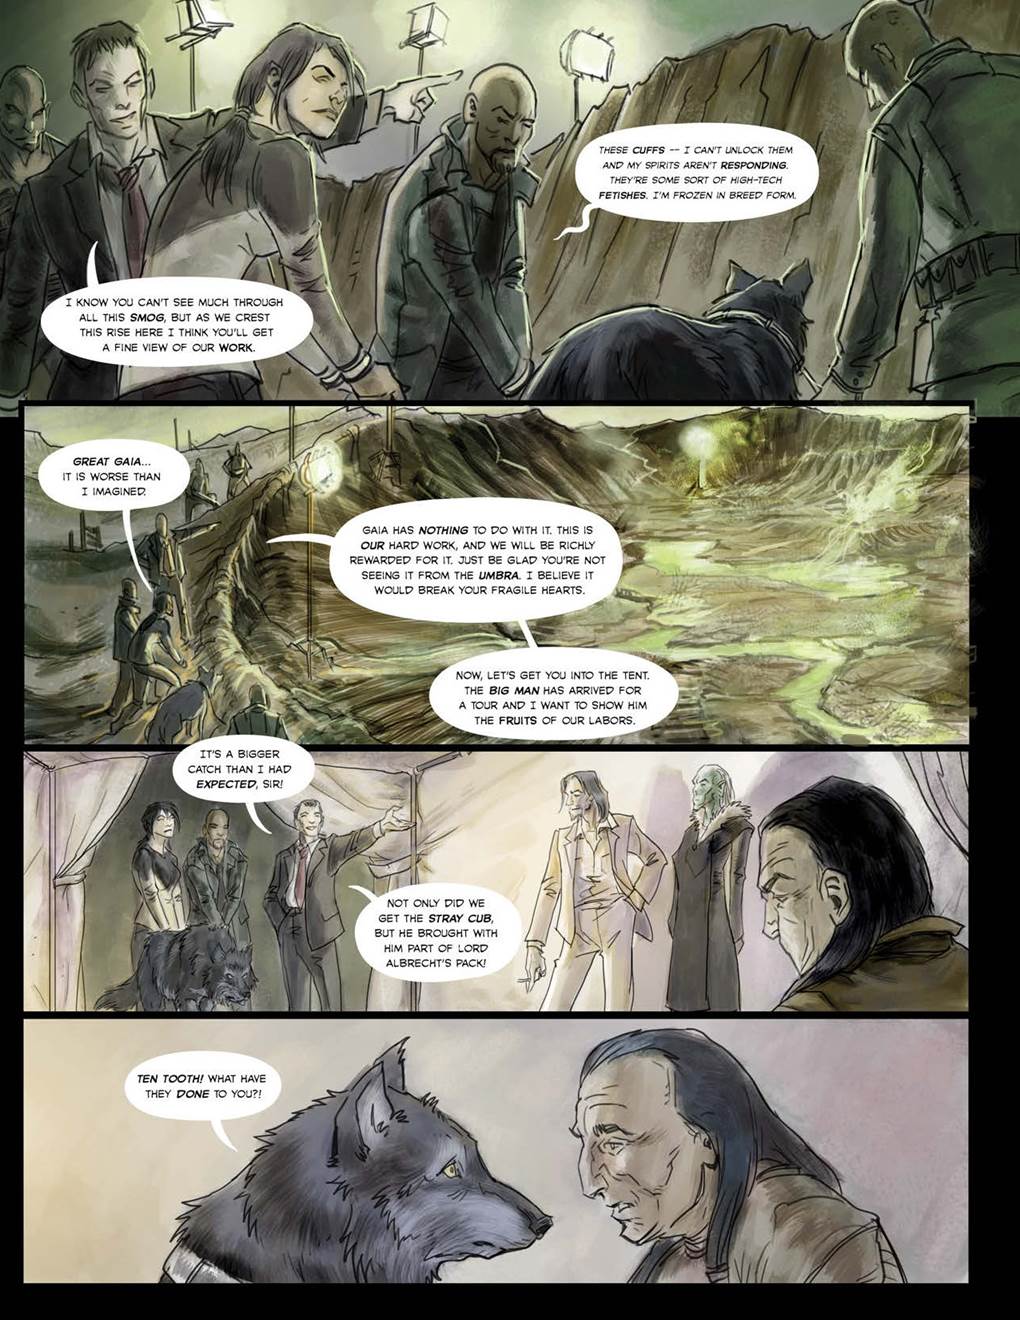 THESE CUFFS -- I CAN'T UNLOCK THEM
AND MY SPIRITS AREN'T RESPONDING.
THEY'RE SOME SORT OF HIGH-TECH
FETISHES. I'M FROZEN IN BREED FORM.
I KNOW YOU CAN'T SEE MUCH THROUGH
ALL THIS SMOG, BUT AS WE CREST
THIS RISE HERE I THINK YOU'LL GET
A FINE VIEW OF OUR WORK.
GREAT GAIA...
IT IS WORSE THAN
I IMAGINED.
GAIA HAS NOTHING TO DO WITH IT. THIS IS
OUR HARD WORK, AND WE WILL BE RICHLY
REWARDED FOR IT. JUST BE GLAD YOU'RE NOT
SEEING IT FROM THE UMBRA. I BELIEVE IT
WOULD BREAK YOUR FRAGILE HEARTS.
NOW, LET'S GET YOU INTO THE TENT.
THE BIG MAN HAS ARRIVED FOR
A TOUR AND I WANT TO SHOW HIM
THE FRUITS OF OUR LABORS.
IT'S A BIGGER
CATCH THAN I HAD
EXPECTED, SIR!
NOT ONLY DID WE
GET THE STRAY CUB,
BUT HE BROUGHT WITH
HIM PART OF LORD
ALBRECHT'S PACK!
TEN TOOTH! WHAT HAVE
THEY DONE TO YOU?!